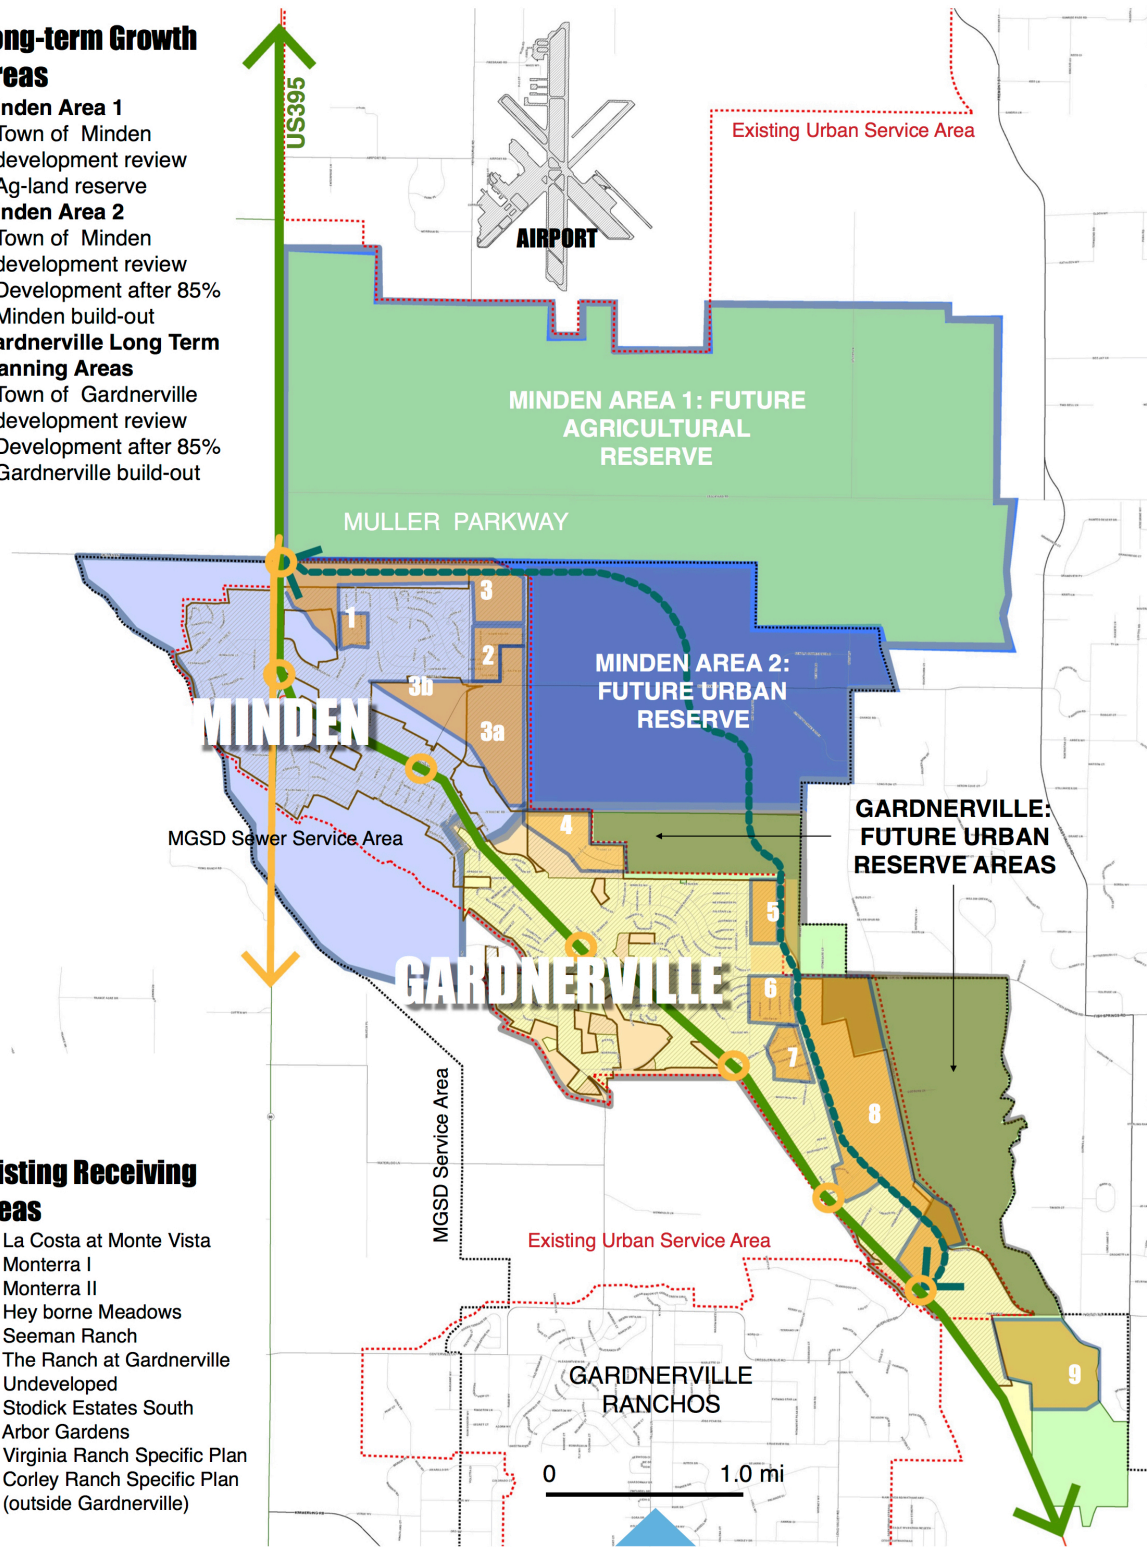 ong-term Growth
reas
nden Area 1
Town of Minden
development review
Ag-land reserve
nden Area 2
Town of Minden
development review
Development after 85%
Minden build-out
ardnerville Long Term
anning Areas
Town of Gardnerville
development review
Development after 85%
Gardnerville build-out
US395
Existing Urban Service Area
AIRPORT
MINDEN AREA 1: FUTURE
AGRICULTURAL
RESERVE
MULLER PARKWAY
3
1
2
3b
3a
MINDEN AREA 2:
FUTURE URBAN
RESERVE
MINDEN
MGSD Sewer Service Area
4
GARDNERVILLE:
FUTURE URBAN
RESERVE AREAS
5
GARDNERVILLE
6
7
8
MGSD Service Area
Existing Urban Service Area
isting Receiving
eas
La Costa at Monte Vista
Monterra I
Monterra II
Hey borne Meadows
Seeman Ranch
The Ranch at Gardnerville
Undeveloped
Stodick Estates South
Arbor Gardens
Virginia Ranch Specific Plan
Corley Ranch Specific Plan
(outside Gardnerville)
GARDNERVILLE
RANCHOS
9
0 1.0 mi